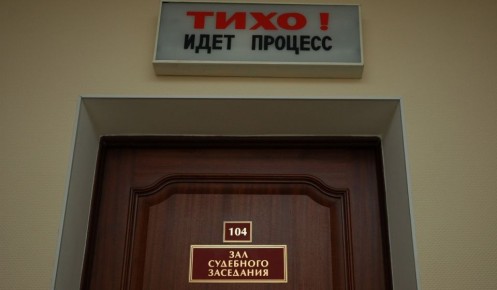 ТИХО !
ИДЕТ ПРОЦЕСС
104
ЗАЛ
СУДЕБНОГО
ЗАСЕДАНИЯ